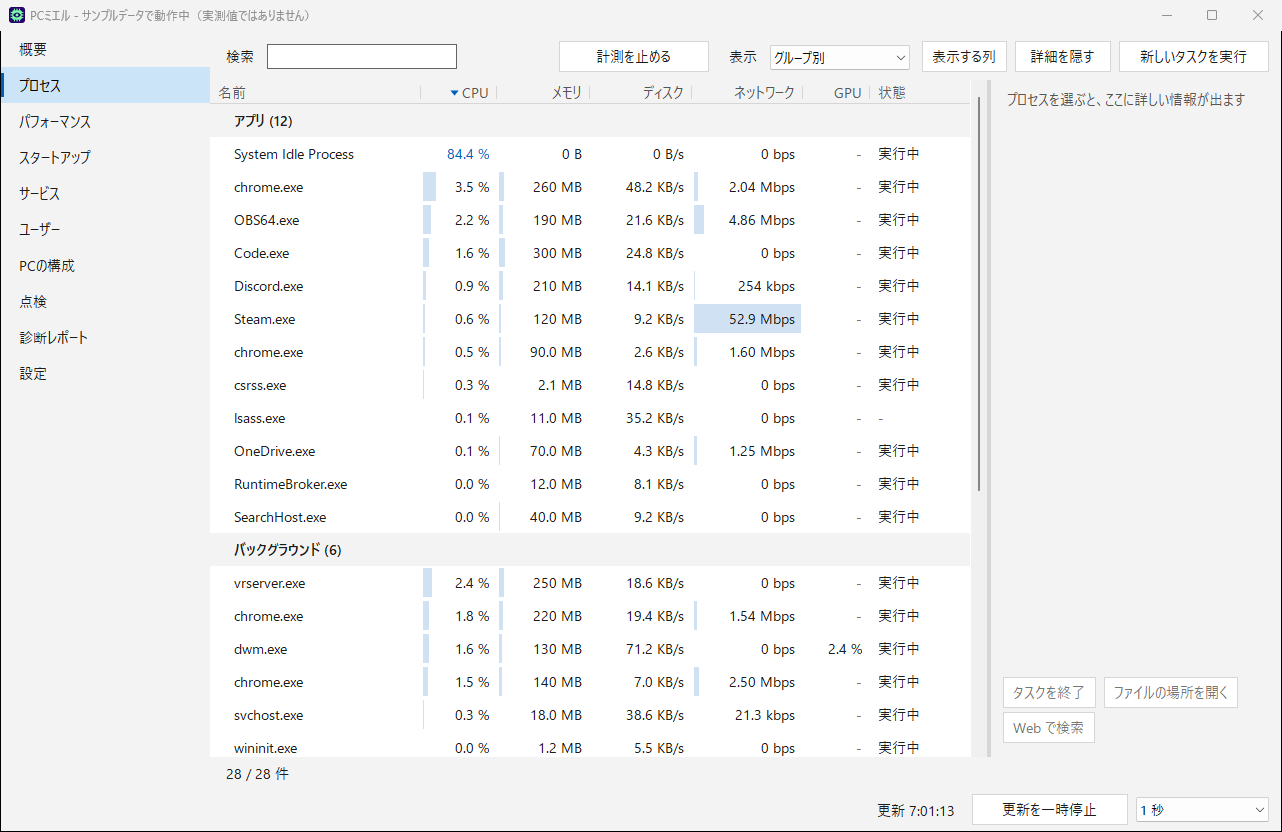 PCミエル - サンプルデータで動作中（実測値ではありません）
概要
プロセス
パフォーマンス
スタートアップ
サービス
ユーザー
PCの構成
点検
診断レポート
設定
検索 計測を止める 表示 グループ別 表示する列 詳細を隠す 新しいタスクを実行
名前 CPU メモリ ディスク ネットワーク GPU 状態
アプリ (12)
System Idle Process 84.4 % 0 B 0 B/s 0 bps - 実行中
chrome.exe 3.5 % 260 MB 48.2 KB/s 2.04 Mbps - 実行中
OBS64.exe 2.2 % 190 MB 21.6 KB/s 4.86 Mbps - 実行中
Code.exe 1.6 % 300 MB 24.8 KB/s 0 bps - 実行中
Discord.exe 0.9 % 210 MB 14.1 KB/s 254 kbps - 実行中
Steam.exe 0.6 % 120 MB 9.2 KB/s 52.9 Mbps - 実行中
chrome.exe 0.5 % 90.0 MB 2.6 KB/s 1.60 Mbps - 実行中
csrss.exe 0.3 % 2.1 MB 14.8 KB/s 0 bps - 実行中
lsass.exe 0.1 % 11.0 MB 35.2 KB/s 0 bps - -
OneDrive.exe 0.1 % 70.0 MB 4.3 KB/s 1.25 Mbps - 実行中
RuntimeBroker.exe 0.0 % 12.0 MB 8.1 KB/s 0 bps - 実行中
SearchHost.exe 0.0 % 40.0 MB 9.2 KB/s 0 bps - 実行中
バックグラウンド (6)
vrserver.exe 2.4 % 250 MB 18.6 KB/s 0 bps - 実行中
chrome.exe 1.8 % 220 MB 19.4 KB/s 1.54 Mbps - 実行中
dwm.exe 1.6 % 130 MB 71.2 KB/s 0 bps 2.4 % 実行中
chrome.exe 1.5 % 140 MB 7.0 KB/s 2.50 Mbps - 実行中
svchost.exe 0.3 % 18.0 MB 38.6 KB/s 21.3 kbps - 実行中
wininit.exe 0.0 % 1.2 MB 5.5 KB/s 0 bps - 実行中
28 / 28 件
プロセスを選ぶと、ここに詳しい情報が出ます
タスクを終了 ファイルの場所を開く
Web で検索
更新 7:01:13 更新を一時停止 1 秒